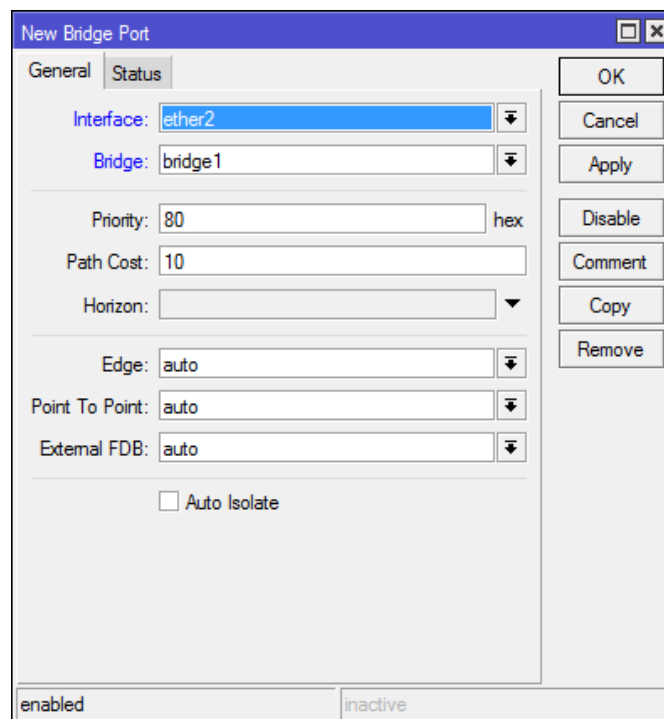 New Bridge Port
General Status
Interface: ether2
Bridge: bridge1
Priority: 80 hex
Path Cost: 10
Horizon:
Edge: auto
Point To Point: auto
External FDB: auto
Auto Isolate
OK
Cancel
Apply
Disable
Comment
Copy
Remove
enabled inactive